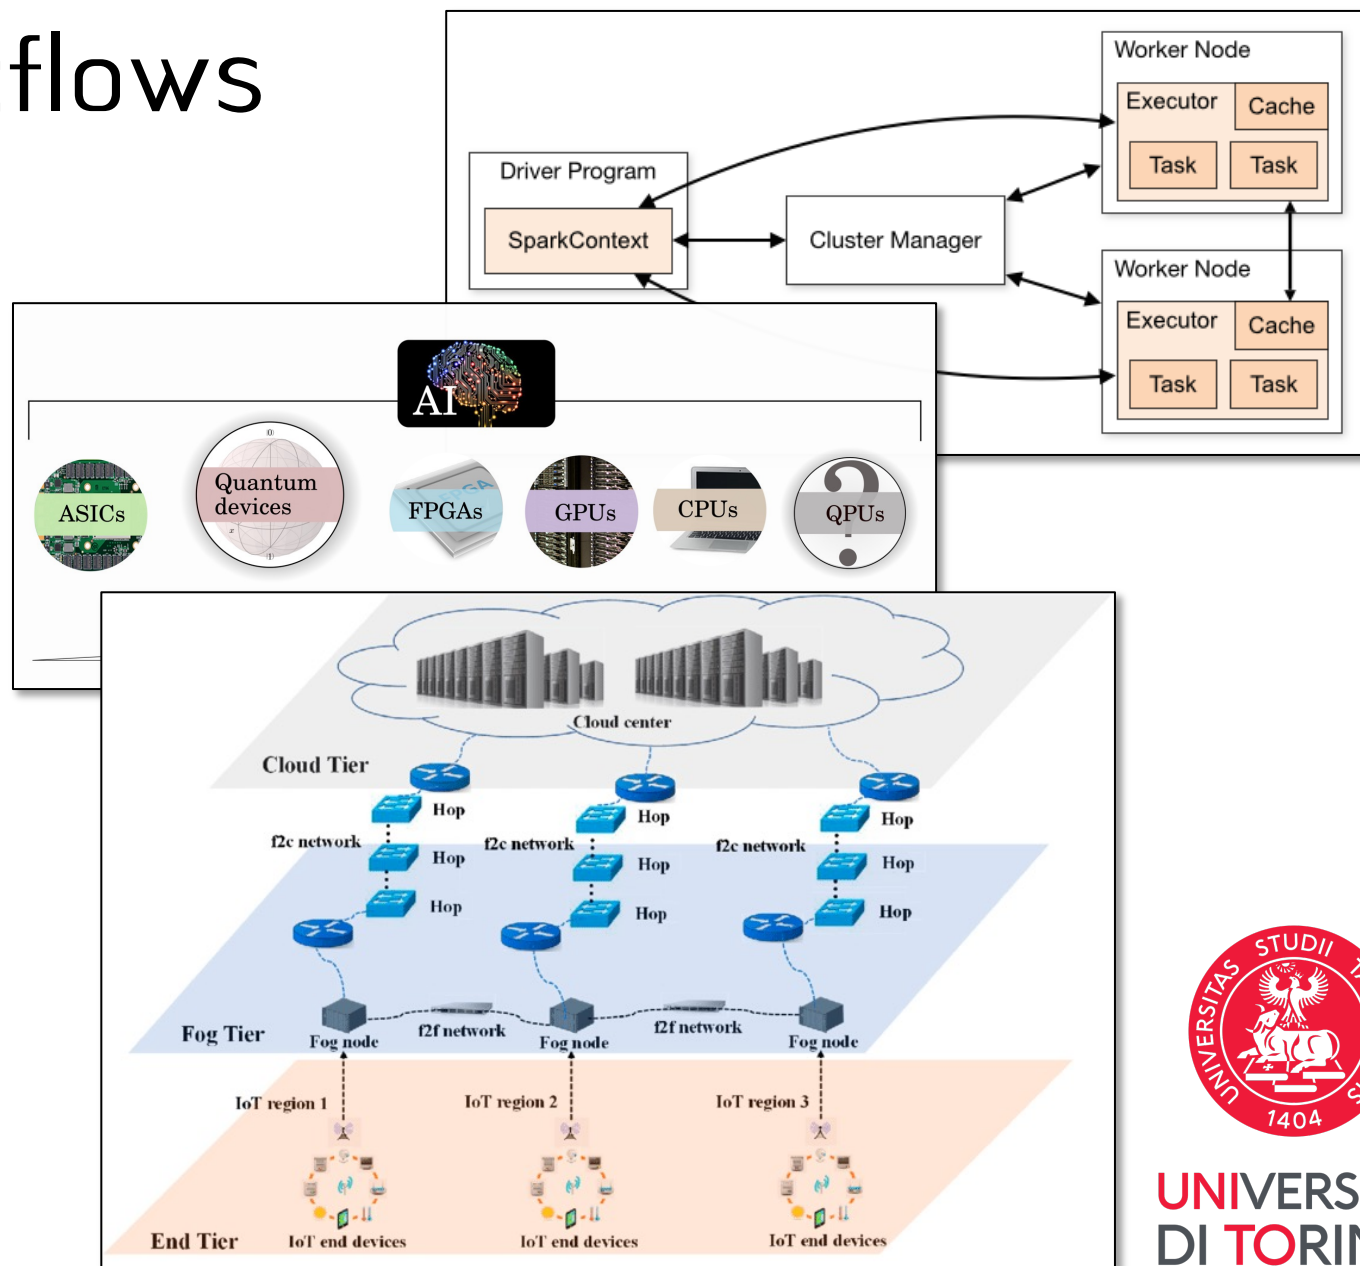 flows
Worker Node
Executor
Cache
Task
Task
Driver Program
SparkContext
Cluster Manager
Worker Node
Executor
Cache
Task
Task
AI
ASICs
Quantum
devices
FPGAs
GPUs
CPUs
QPUs
Cloud center
Cloud Tier
Hop
Hop
Hop
f2c network
f2c network
f2c network
Hop
Hop
Hop
Hop
Hop
Hop
Fog Tier
Fog node
f2f network
Fog node
f2f network
Fog node
IoT region 1
IoT region 2
IoT region 3
End Tier
IoT end devices
IoT end devices
IoT end devices
UNIVERSITAS STUDII
1404
UNIVERS
DI TORIN